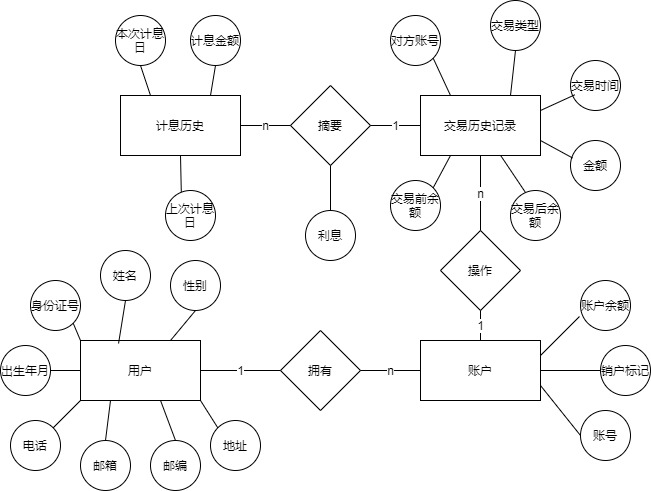 本次计息
日
计息金额
对方账号
交易类型
交易时间
计息历史
n
摘要
1
交易历史记录
金额
上次计息
日
利息
交易前余
额
n
交易后余
额
操作
姓名
性别
身份证号
1
账户余额
出生年月
用户
1
拥有
n
账户
销户标记
电话
邮箱
邮编
地址
账号